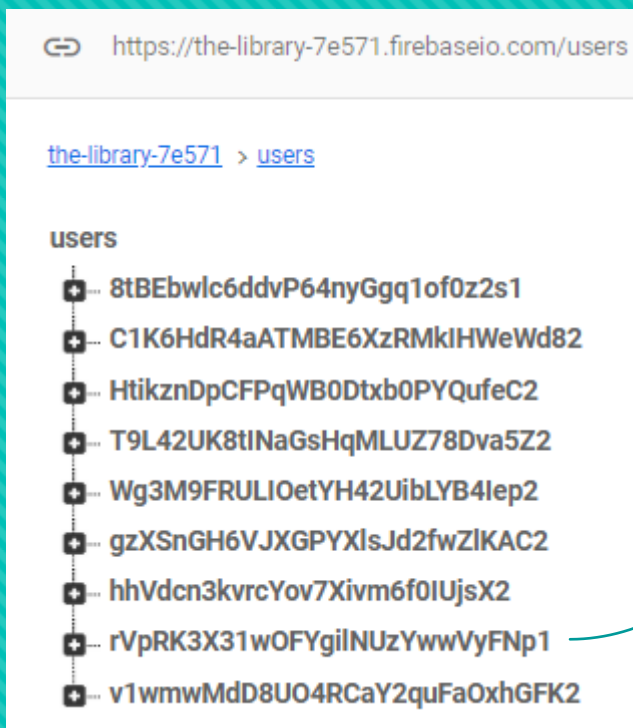 https://the-library-7e571.firebaseio.com/users
the-library-7e571 > users
users
8tBEbwlc6ddvP64nyGgq1of0z2s1
C1K6HdR4aATMBE6XzRMkIHWeWd82
HtikznDpCFPqWB0Dtxb0PYQufeC2
T9L42UK8tINaGsHqMLUZ78Dva5Z2
Wg3M9FRULIOetYH42UibLYB4Iep2
gzXSnGH6VJXGPYXlsJd2fwZlKAC2
hhVdcn3kvrcYov7Xivm6f0IUjsX2
rVpRK3X31wOFYgilNUzYwwVyFNp1
v1wmwMdD8UO4RCaY2quFaOxhGFK2